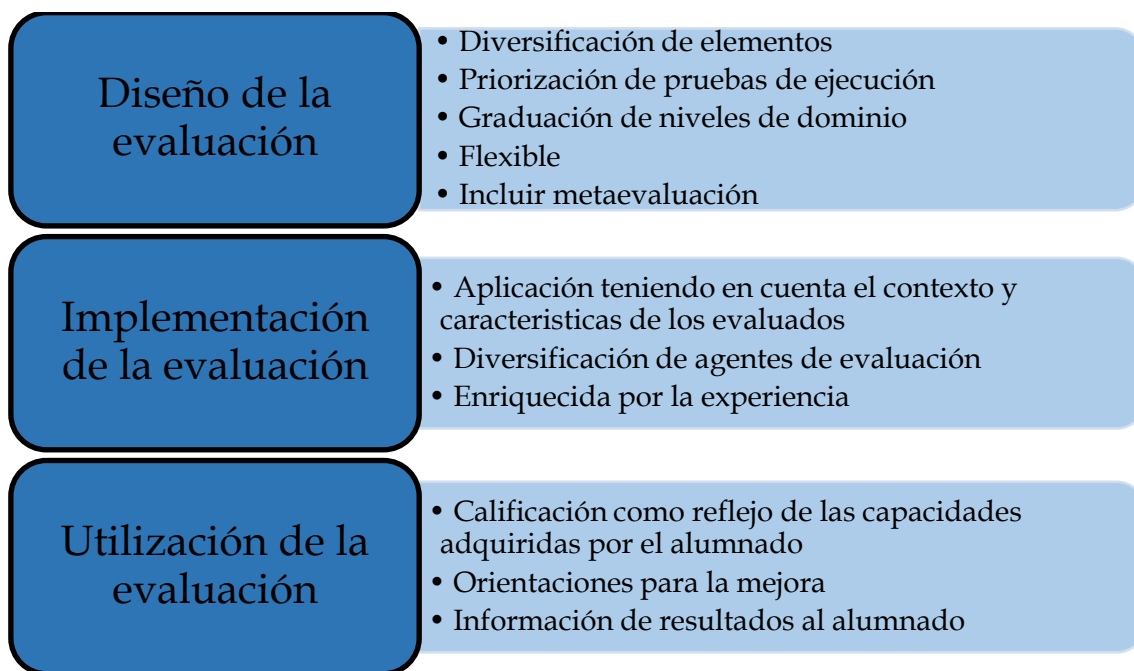 Diseño de la
evaluación
• Diversificación de elementos
• Priorización de pruebas de ejecución
• Graduación de niveles de dominio
• Flexible
• Incluir metaevaluación
Implementación
de la evaluación
• Aplicación teniendo en cuenta el contexto y
caracteristicas de los evaluados
• Diversificación de agentes de evaluación
• Enriquecida por la experiencia
Utilización de la
evaluación
• Calificación como reflejo de las capacidades
adquiridas por el alumnado
• Orientaciones para la mejora
• Información de resultados al alumnado